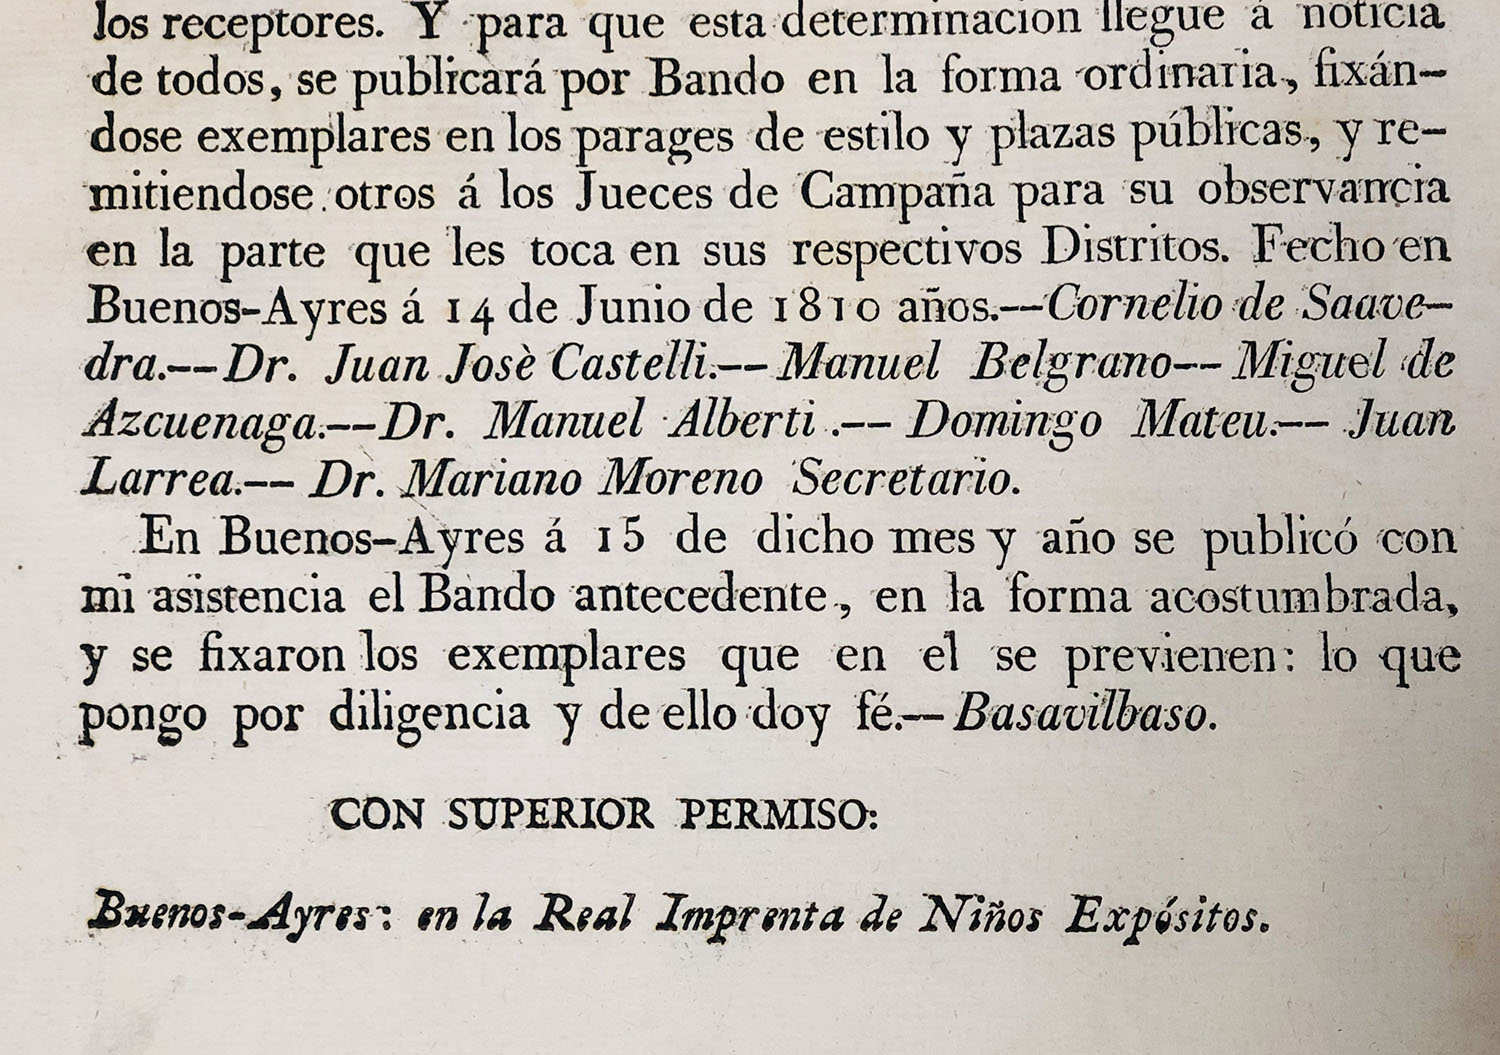 los receptores. Y para que esta determinacion llegue á noticia
de todos, se publicará por Bando en la forma ordinaria, fixán-
dose exemplares en los parages de estilo y plazas públicas, y re-
mitiendose otros á los Jueces de Campaña para su observancia
en la parte que les toca en sus respectivos Distritos. Fecho en
Buenos-Ayres á 14 de Junio de 1810 años.--Cornelio de Saave-
dra.--Dr. Juan Josè Castelli.-- Manuel Belgrano-- Miguel de
Azcuenaga.--Dr. Manuel Alberti.-- Domingo Mateu.-- Juan
Larrea.-- Dr. Mariano Moreno Secretario.
En Buenos-Ayres á 15 de dicho mes y año se publicó con
mi asistencia el Bando antecedente, en la forma acostumbrada,
y se fixaron los exemplares que en el se previenen: lo que
pongo por diligencia y de ello doy fé.-- Basavilbaso.
CON SUPERIOR PERMISO:
Buenos-Ayres: en la Real Imprenta de Niños Expósitos.